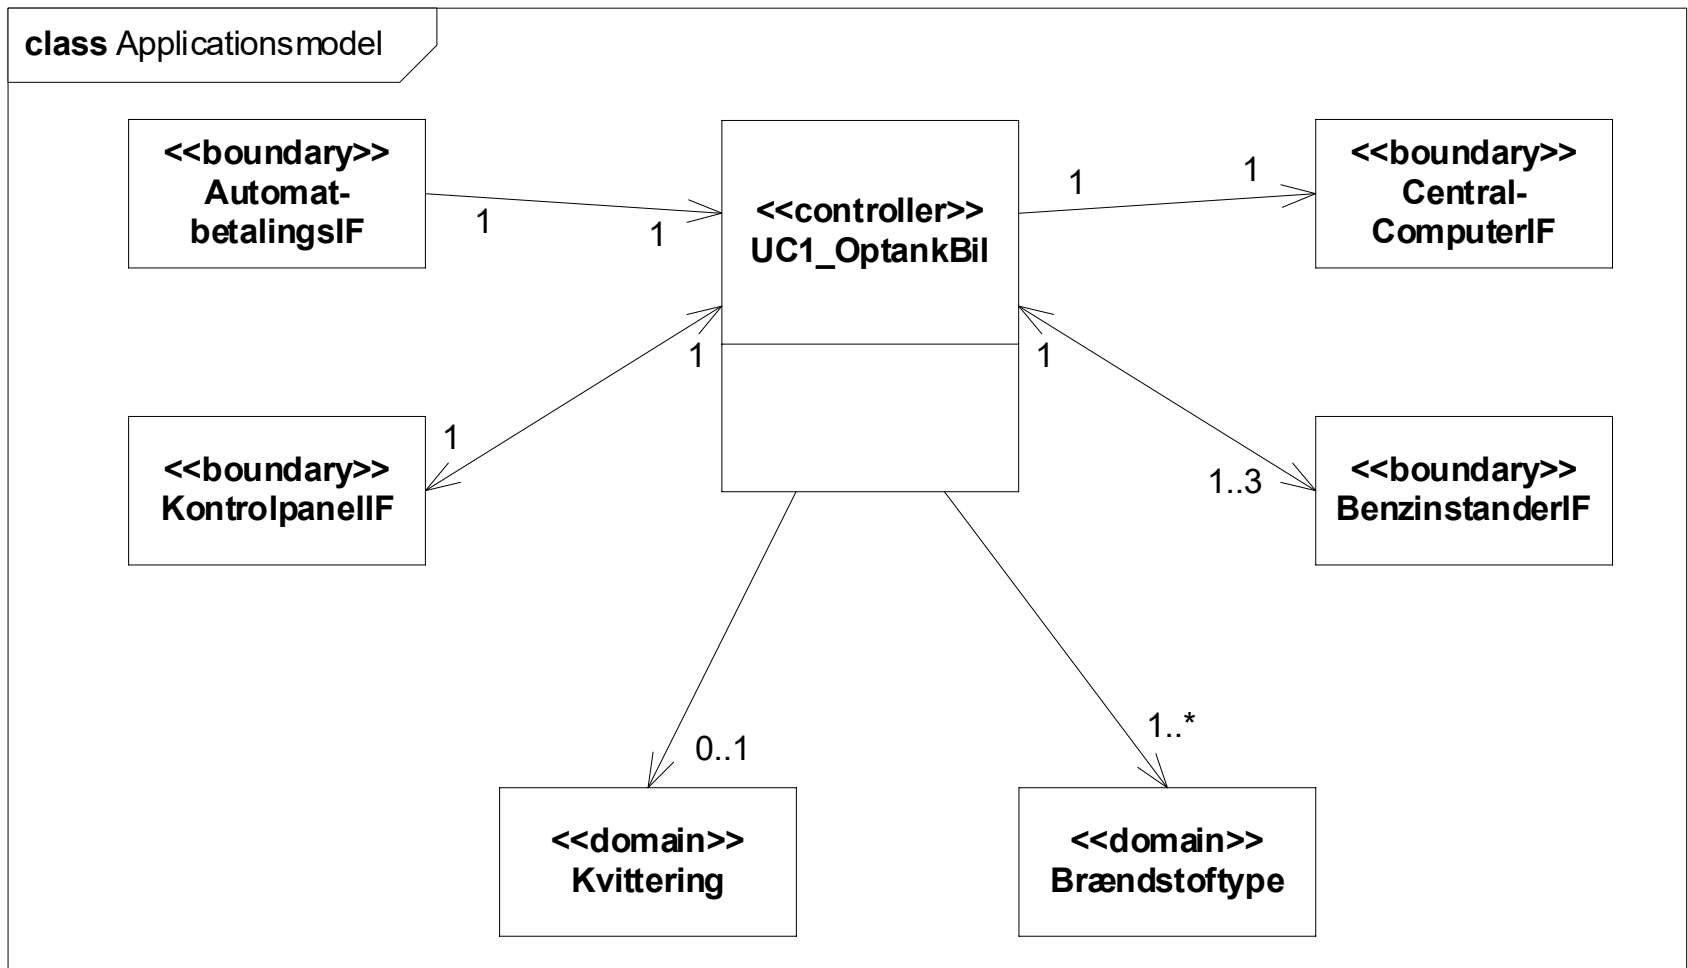 class Applicationsmodel
<<boundary>>
Automat-
betalingsIF
1
1
<<controller>>
UC1_OptankBil
1
1
<<boundary>>
Central-
ComputerIF
1
1
<<boundary>>
KontrolpanelIF
1
1..3
<<boundary>>
BenzinstanderIF
0..1
1..*
<<domain>>
Kvittering
<<domain>>
Brændstoftype